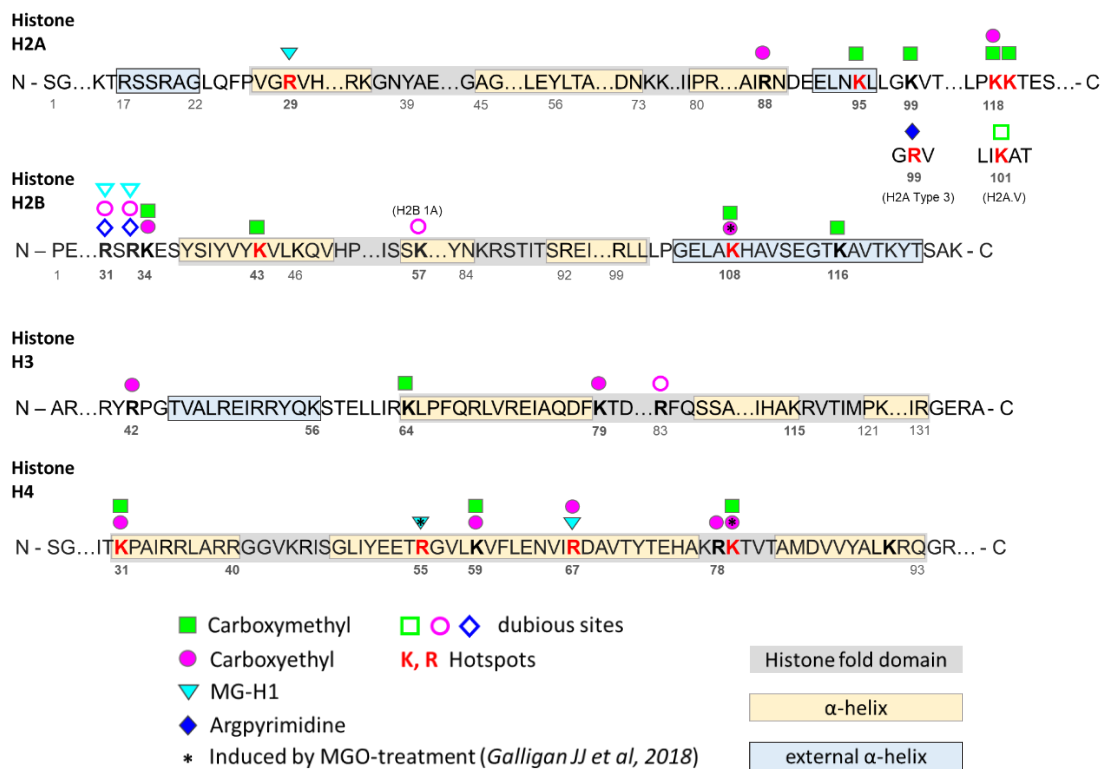 Histone
H2A
N - SG...KTRSSRAGLQFPVGRVH...RKGNYAE...GAG...LEYLTA...DNKK...IIPR...AIRNDEELNKLLGKVT...LPKKTES...- C
1 17 22 29 39 45 56 73 80 88 95 99 118
GRV LIKAT
99 101
(H2A Type 3) (H2A.V)
Histone
H2B
(H2B 1A)
N – PE...RSRKESYSIYVYKVLKQVHP...ISSK...YNKRSTITSREI...RLLLPGELAKHAVSEGTKAVTKYTSAK - C
1 31 34 43 46 57 84 92 99 108 116
Histone
H3
N – AR...RYRPGTVALREIRRYQKSTELLIRKLPFQRLVREIAQDFKTD...RFQSSA...IHAKRVTIMPK...IRGERA - C
42 56 64 79 83 115 121 131
Histone
H4
* *
N - SG...ITKPAIRRLARRGGVKRISGLIYEETRGVLKVFLENVIRDAVTYTEHAKRKTVTAMDVVYALKRQGR... - C
31 40 55 59 67 78 93
Carboxymethyl dubious sites
Carboxyethyl K, R Hotspots Histone fold domain
MG-H1 α-helix
Argpyrimidine
* Induced by MGO-treatment (Galligan JJ et al, 2018) external α-helix